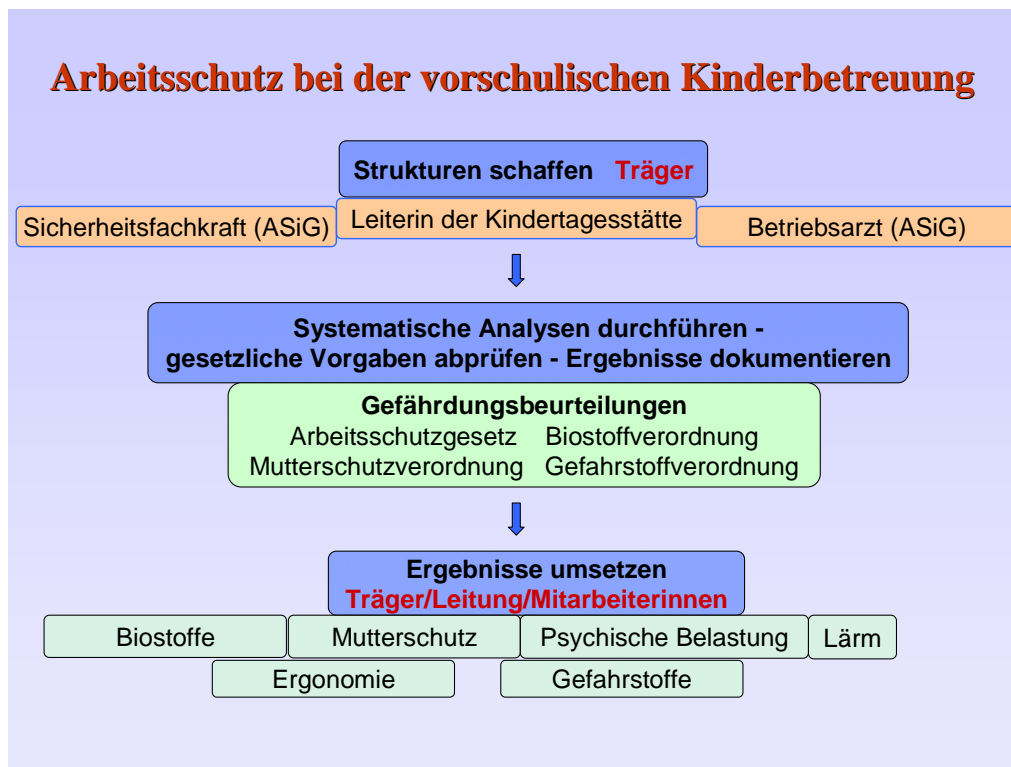 Arbeitsschutz bei der vorschulischen Kinderbetreuung
Strukturen schaffen Träger
Sicherheitsfachkraft (ASiG)
Leiterin der Kindertagesstätte
Betriebsarzt (ASiG)
Systematische Analysen durchführen -
gesetzliche Vorgaben abprüfen - Ergebnisse dokumentieren
Gefährdungsbeurteilungen
Arbeitsschutzgesetz Biostoffverordnung
Mutterschutzverordnung Gefahrstoffverordnung
Ergebnisse umsetzen
Träger/Leitung/Mitarbeiterinnen
Biostoffe
Mutterschutz
Psychische Belastung
Lärm
Ergonomie
Gefahrstoffe